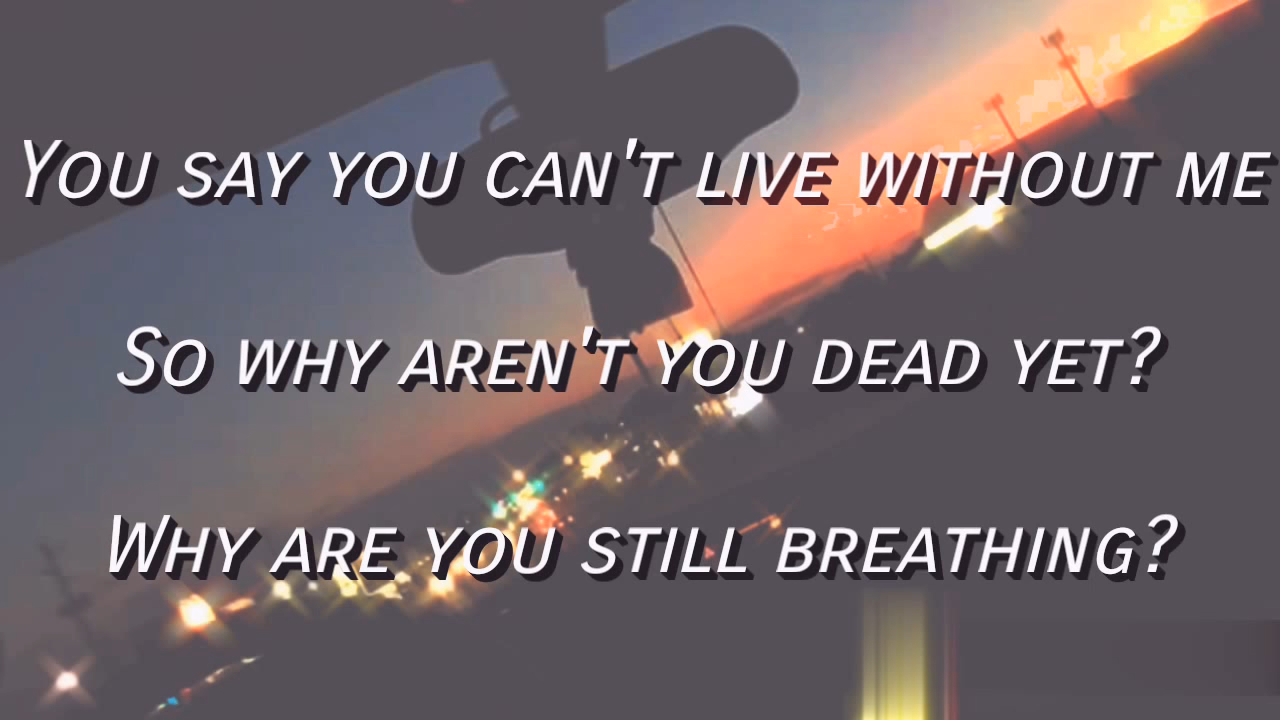 You say you can't live without me
So why aren't you dead yet?
Why are you still breathing?